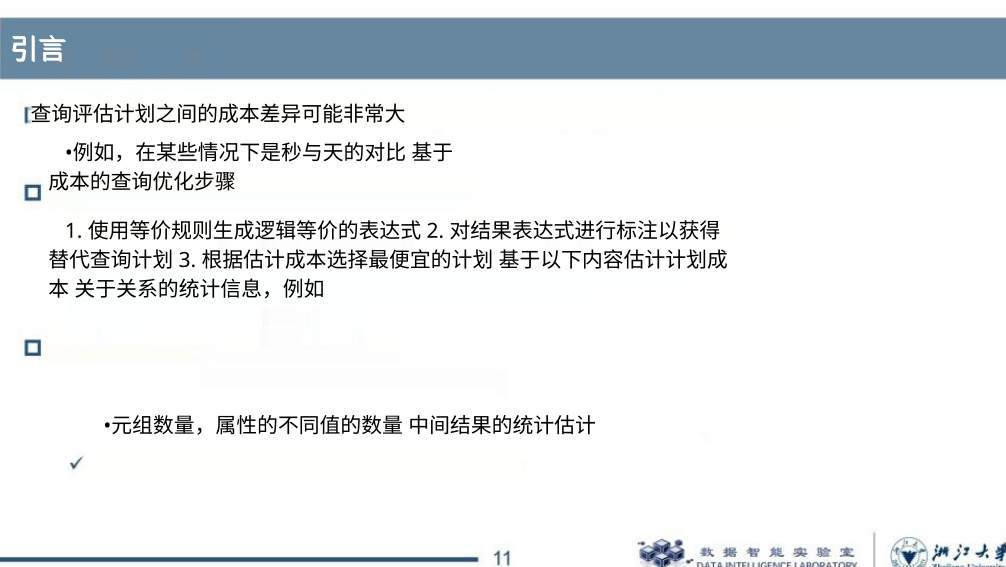 引言
查询评估计划之间的成本差异可能非常大
•例如，在某些情况下是秒与天的对比 基于
成本的查询优化步骤
1. 使用等价规则生成逻辑等价的表达式 2. 对结果表达式进行标注以获得
替代查询计划 3. 根据估计成本选择最便宜的计划 基于以下内容估计计划成
本 关于关系的统计信息，例如
•元组数量，属性的不同值的数量 中间结果的统计估计
11
数据智能实验室
DATA INTELLIGENCE LABORATORY
浙江大学
Zhejiang University